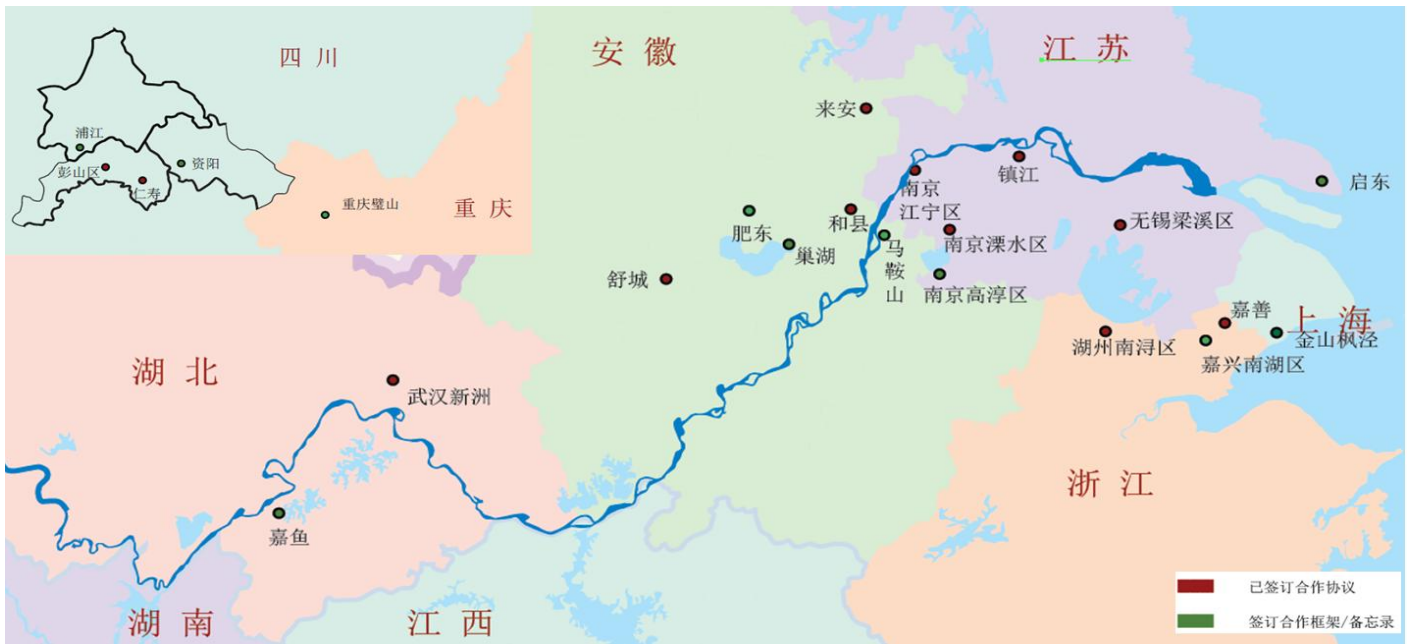 四川
浦江
彭山区
仁寿
资阳
重庆璧山
重庆
安徽
江苏
来安
南京
江宁区
镇江
启东
肥东
巢湖
和县
马鞍山
南京溧水区
南京高淳区
无锡梁溪区
舒城
湖州南浔区
嘉善
嘉兴南湖区
上海
金山枫泾
湖北
武汉新洲
嘉鱼
浙江
湖南
江西
已签订合作协议
签订合作框架/备忘录